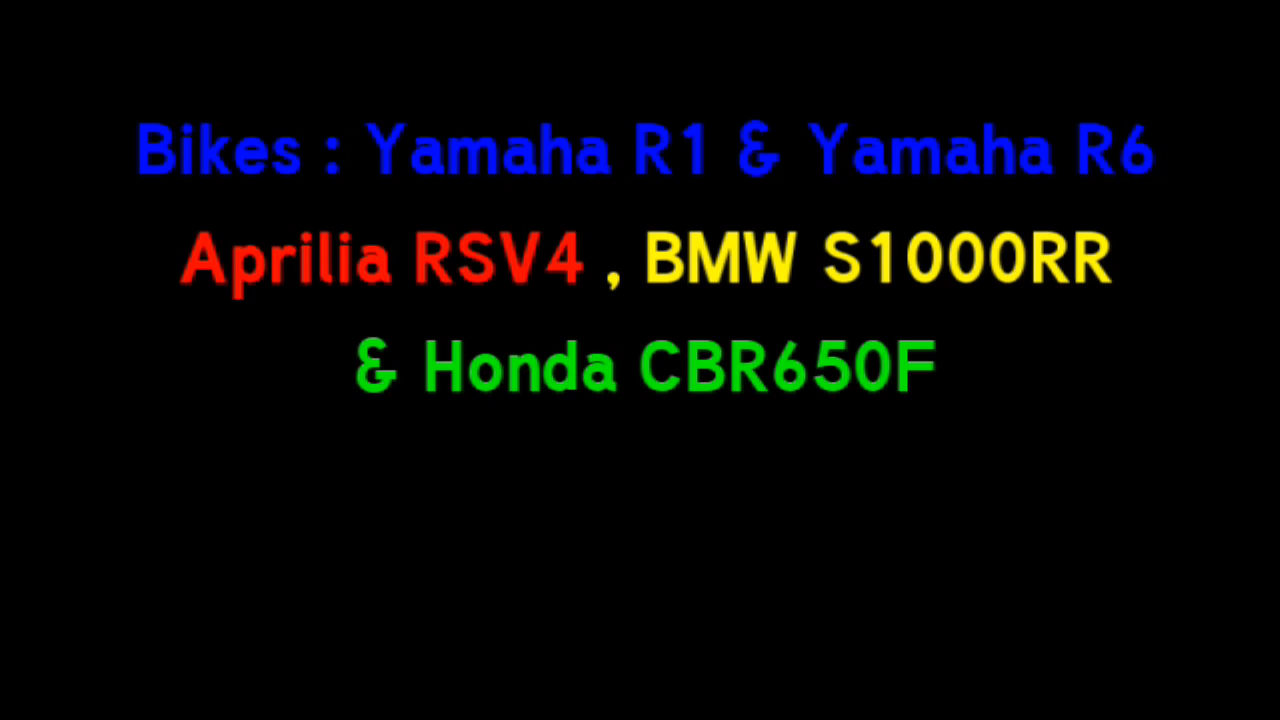 Bikes : Yamaha R1 & Yamaha R6
Aprilia RSV4 , BMW S1000RR
& Honda CBR650F